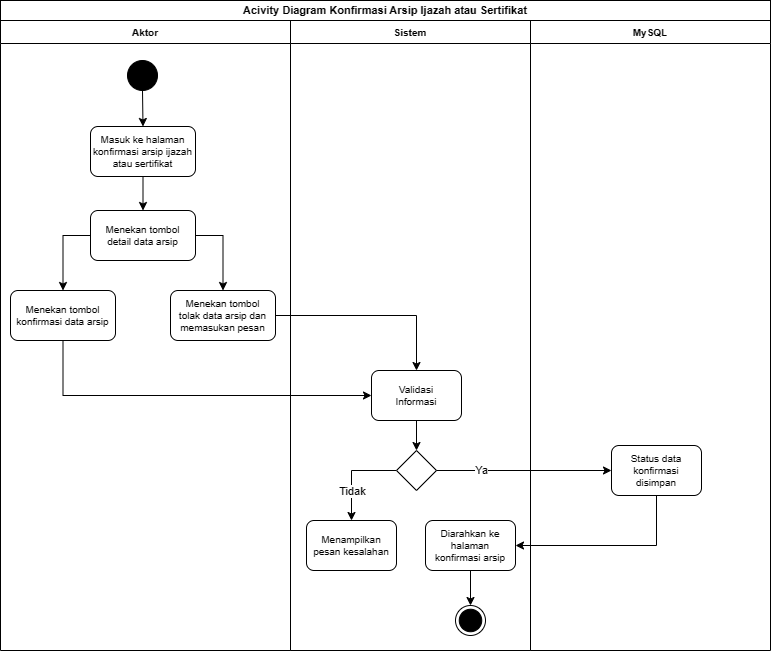 Acivity Diagram Konfirmasi Arsip Ijazah atau Sertifikat
Aktor
Sistem
MySQL
Masuk ke halaman
konfirmasi arsip ijazah
atau sertifikat
Menekan tombol
detail data arsip
Menekan tombol
konfirmasi data arsip
Menekan tombol
tolak data arsip dan
memasukan pesan
Validasi
Informasi
Ya
Status data
konfirmasi
disimpan
Tidak
Menampilkan
pesan kesalahan
Diarahkan ke
halaman
konfirmasi arsip